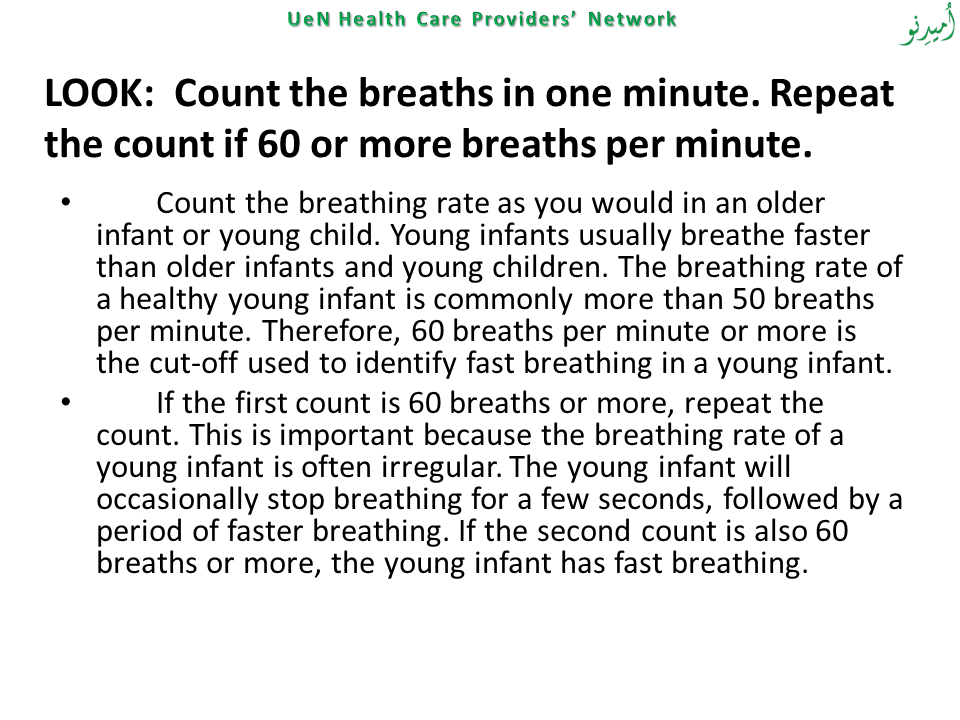 UeN Health Care Providers’ Network
اُمیدِنو
LOOK:  Count the breaths in one minute. Repeat
the count if 60 or more breaths per minute.
• Count the breathing rate as you would in an older
infant or young child. Young infants usually breathe faster
than older infants and young children. The breathing rate of
a healthy young infant is commonly more than 50 breaths
per minute. Therefore, 60 breaths per minute or more is
the cut-off used to identify fast breathing in a young infant.
• If the first count is 60 breaths or more, repeat the
count. This is important because the breathing rate of a
young infant is often irregular. The young infant will
occasionally stop breathing for a few seconds, followed by a
period of faster breathing. If the second count is also 60
breaths or more, the young infant has fast breathing.